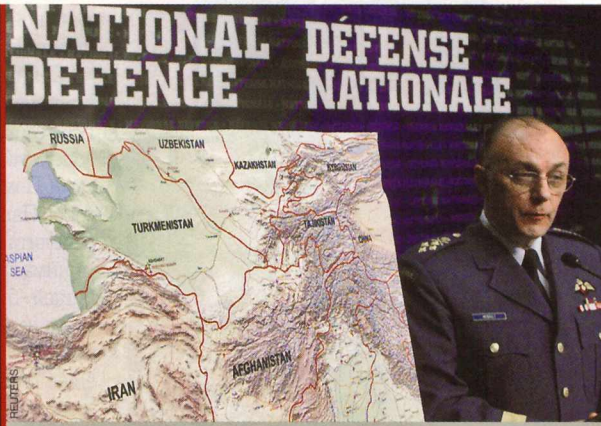 NATIONAL
DEFENCE
DÉFENSE
NATIONALE
RUSSIA
UZBEKISTAN
KAZAKHSTAN
TURKMENISTAN
TAJIKISTAN
ASPIAN
SEA
AFGHANISTAN
IRAN
REUTERS